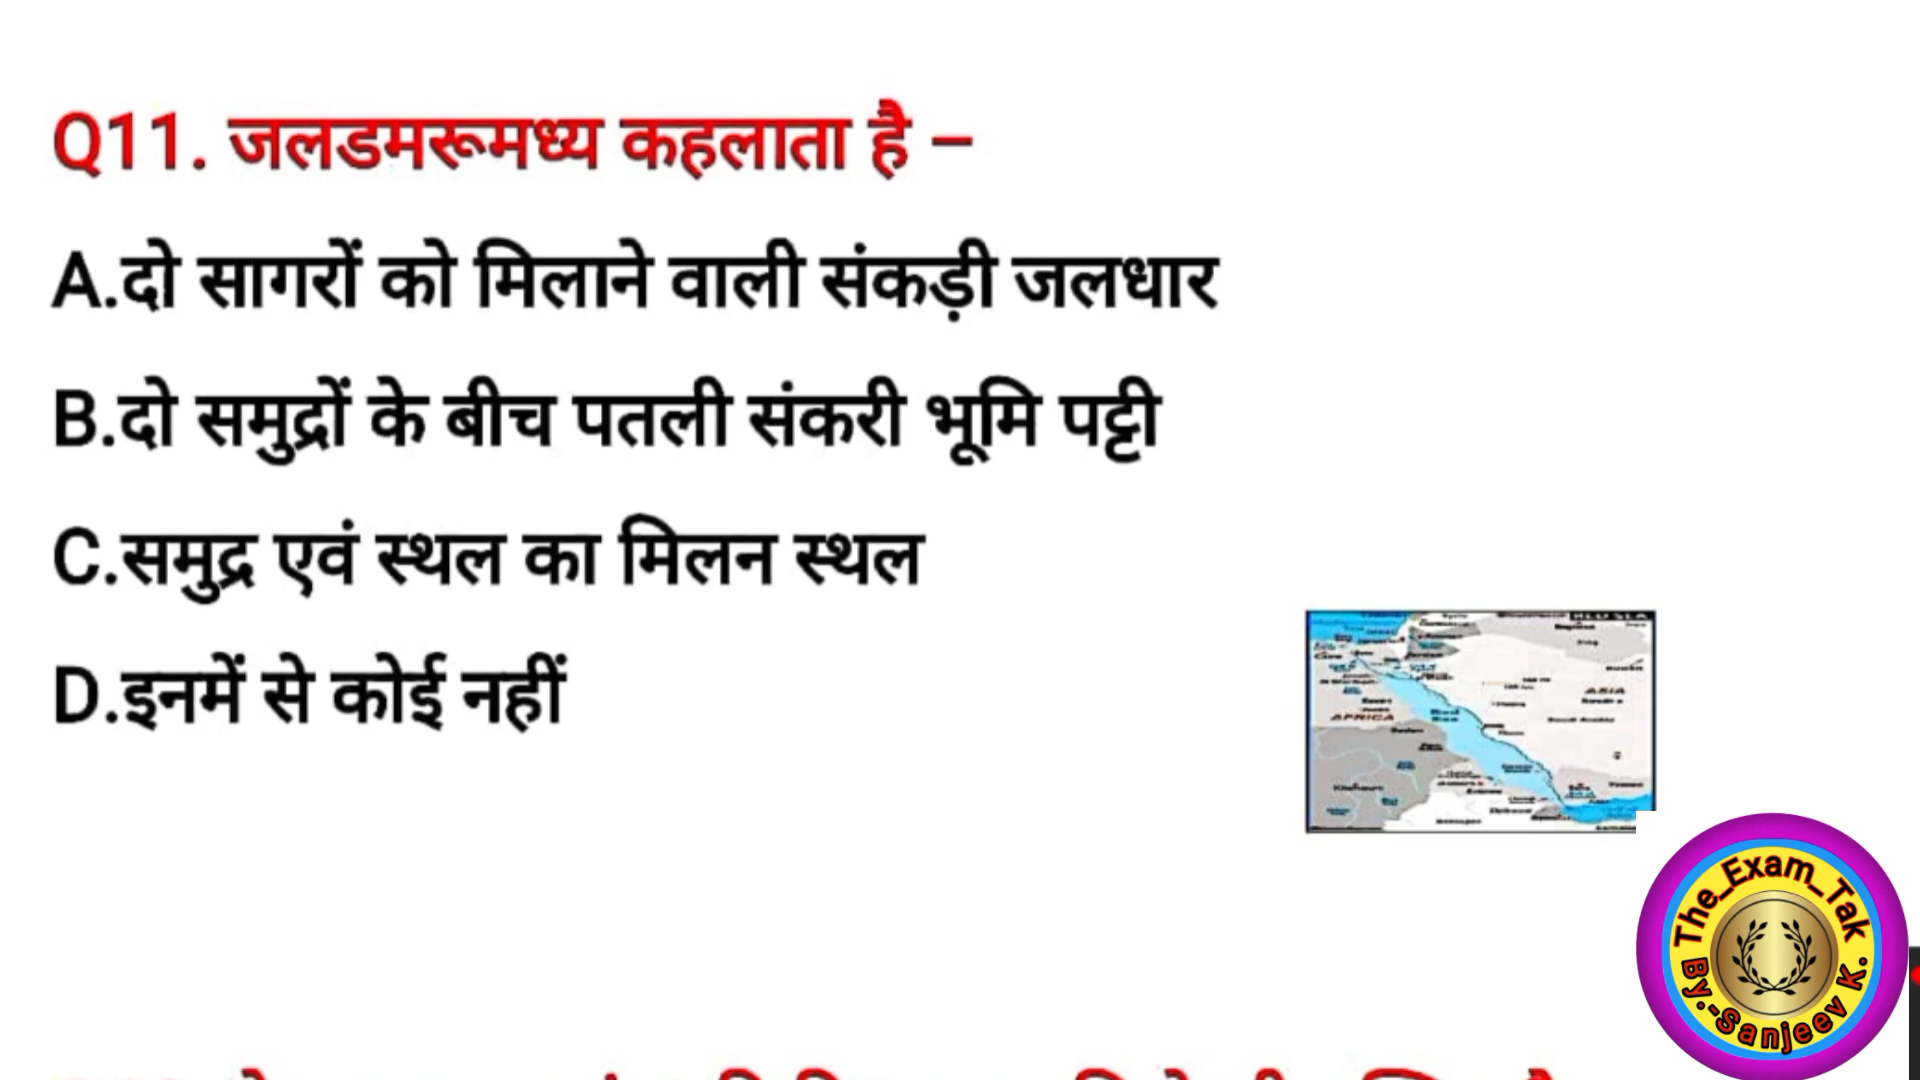 Q11. जलडमरूमध्य कहलाता है –
A.दो सागरों को मिलाने वाली संकड़ी जलधार
B.दो समुद्रों के बीच पतली संकरी भूमि पट्टी
C.समुद्र एवं स्थल का मिलन स्थल
D.इनमें से कोई नहीं
ASIA
AFRICA
The_Exam_Tak
By.-Sanjeev K.